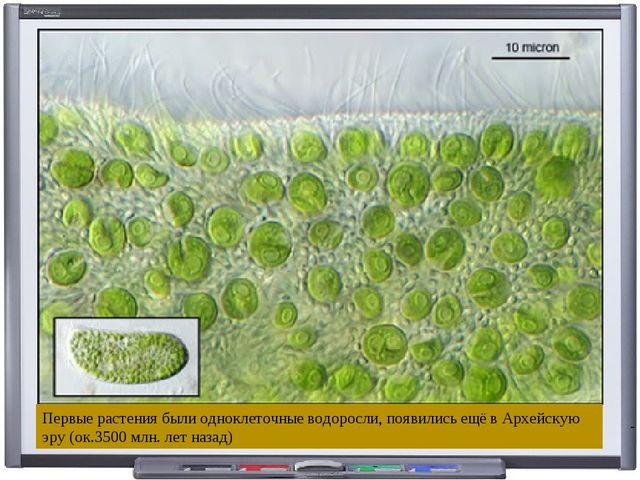 10 micron
Первые растения были одноклеточные водоросли, появились ещё в Архейскую
эру (ок.3500 млн. лет назад)